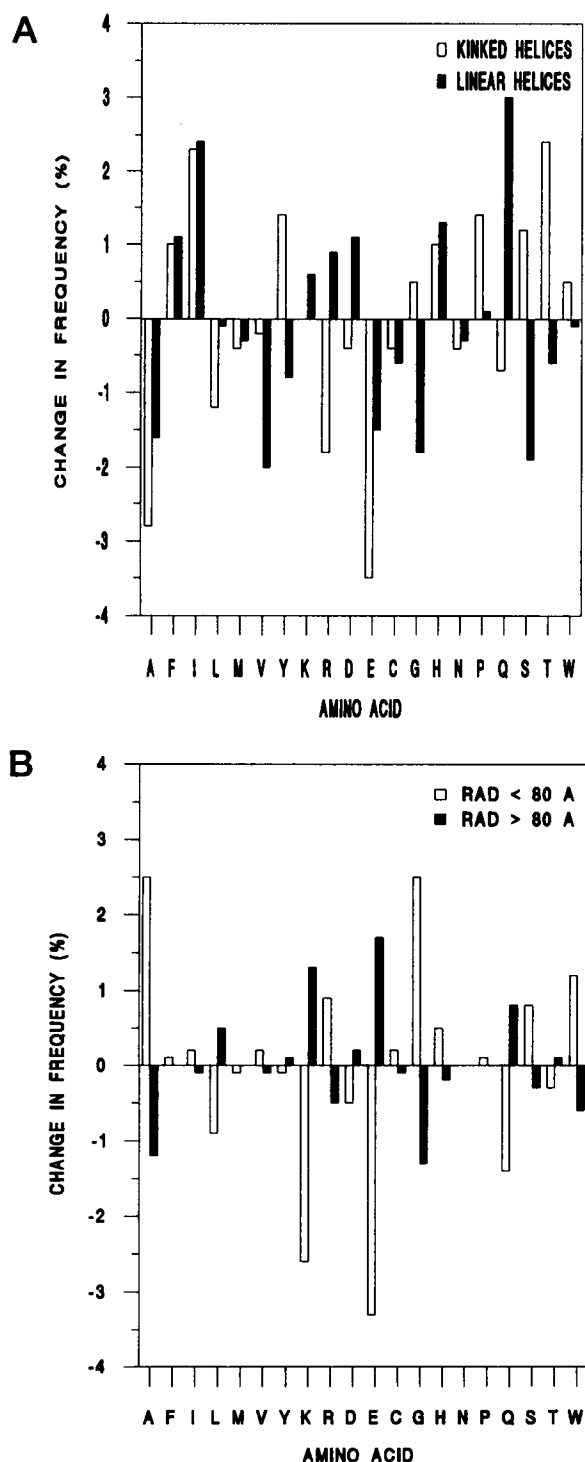 A
KINKED HELICES
LINEAR HELICES
CHANGE IN FREQUENCY (%)
4
3
2
1
0
-1
-2
-3
-4
A F I L M V Y K R D E C G H N P Q S T W
AMINO ACID
B
RAD < 80 A
RAD > 80 A
CHANGE IN FREQUENCY (%)
4
3
2
1
0
-1
-2
-3
-4
A F I L M V Y K R D E C G H N P Q S T W
AMINO ACID